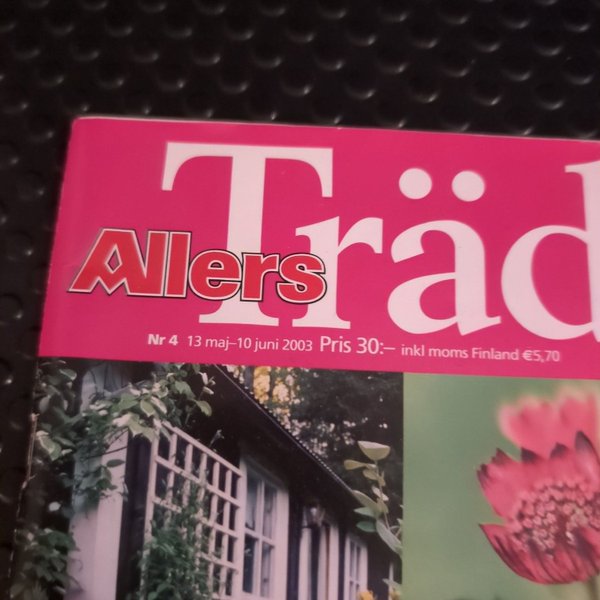 Träd
Allers
Nr 4 13 maj–10 juni 2003 Pris 30:– inkl moms Finland €5,70